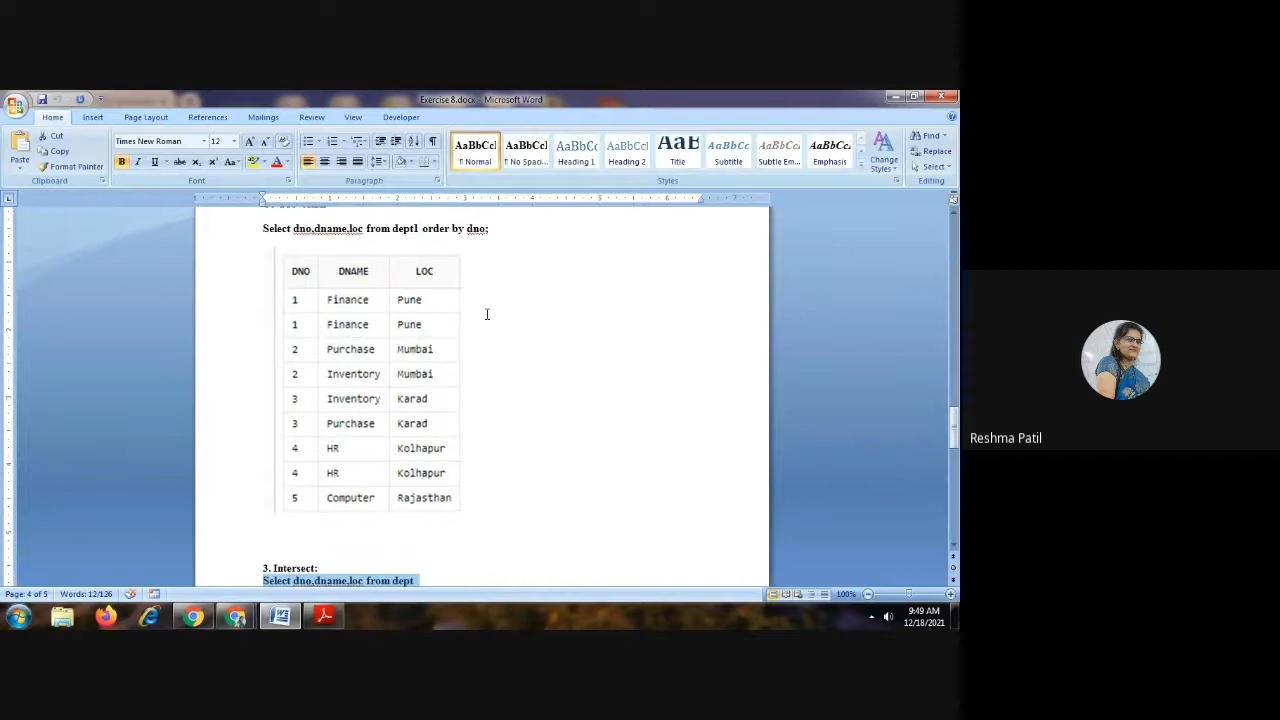 Exercise 8.docx - Microsoft Word
Home Insert Page Layout References Mailings Review View Developer
Paste
Cut
Copy
Format Painter
Clipboard
Times New Roman 12
Font
Paragraph
AaBbCcI AaBbCcI AaBbC( AaBbCc AaB AaBbCc. AaBbCc. AaBbCc.
¶ Normal ¶ No Spaci... Heading 1 Heading 2 Title Subtitle Subtle Em... Emphasis
Change Styles
Styles
Find
Replace
Select
Editing
Select dno,dname,loc from dept1 order by dno;
DNO DNAME LOC
1 Finance Pune
1 Finance Pune
2 Purchase Mumbai
2 Inventory Mumbai
3 Inventory Karad
3 Purchase Karad
4 HR Kolhapur
4 HR Kolhapur
5 Computer Rajasthan
3. Intersect:
Select dno,dname,loc from dept
Page: 4 of 5 Words: 12/126 100%
9:49 AM
12/18/2021
Reshma Patil